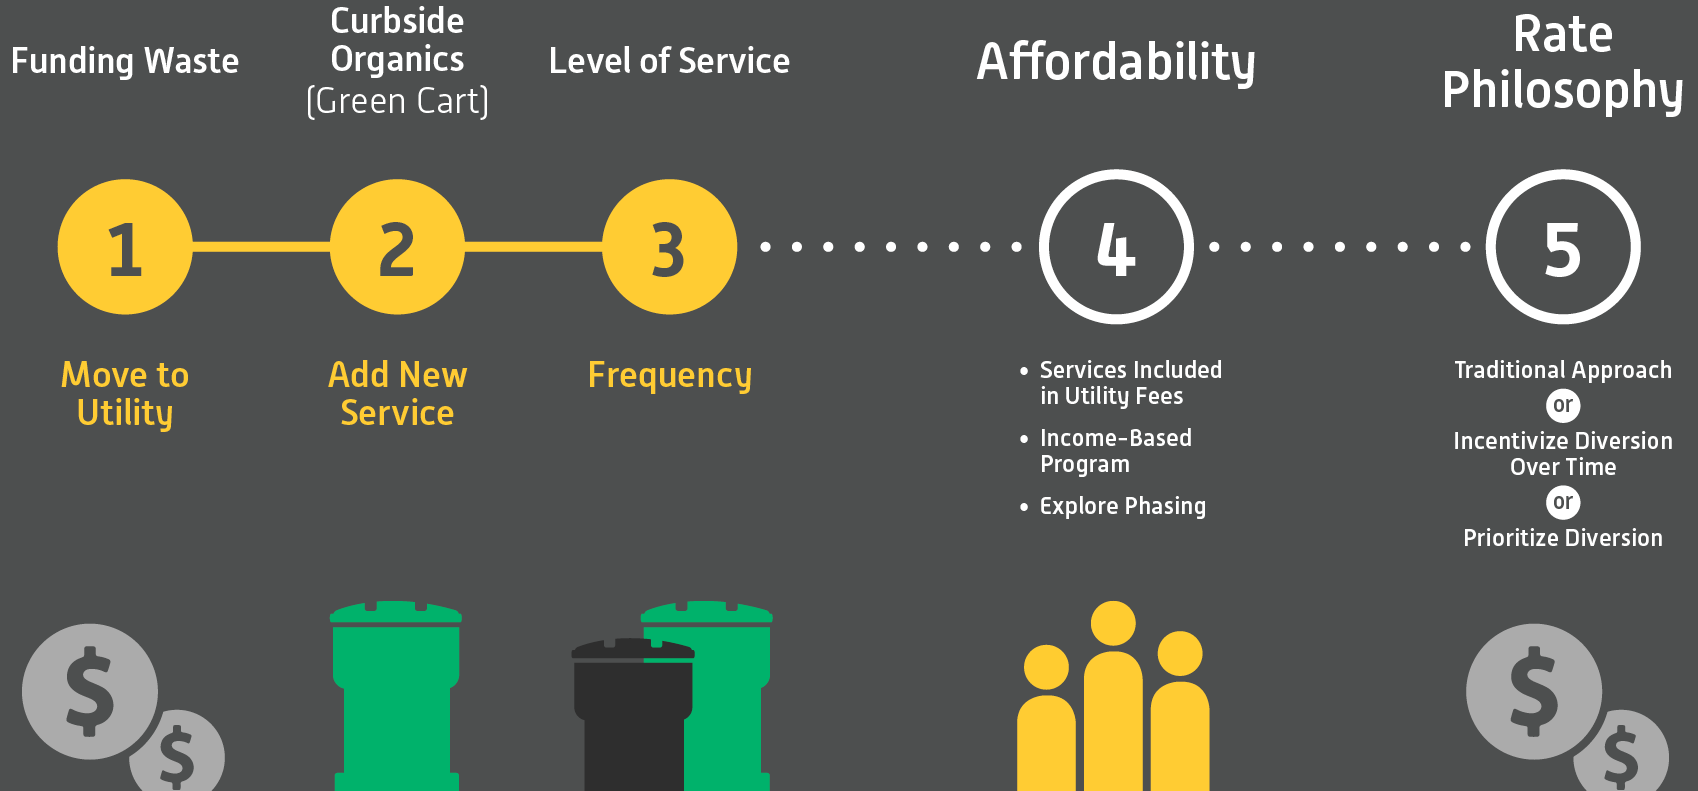 Funding Waste
Curbside
Organics
(Green Cart)
Level of Service
Affordability
Rate
Philosophy
1
2
3
4
5
Move to
Utility
Add New
Service
Frequency
• Services Included
in Utility Fees
• Income-Based
Program
• Explore Phasing
Traditional Approach
or
Incentivize Diversion
Over Time
or
Prioritize Diversion
$
$
$
$